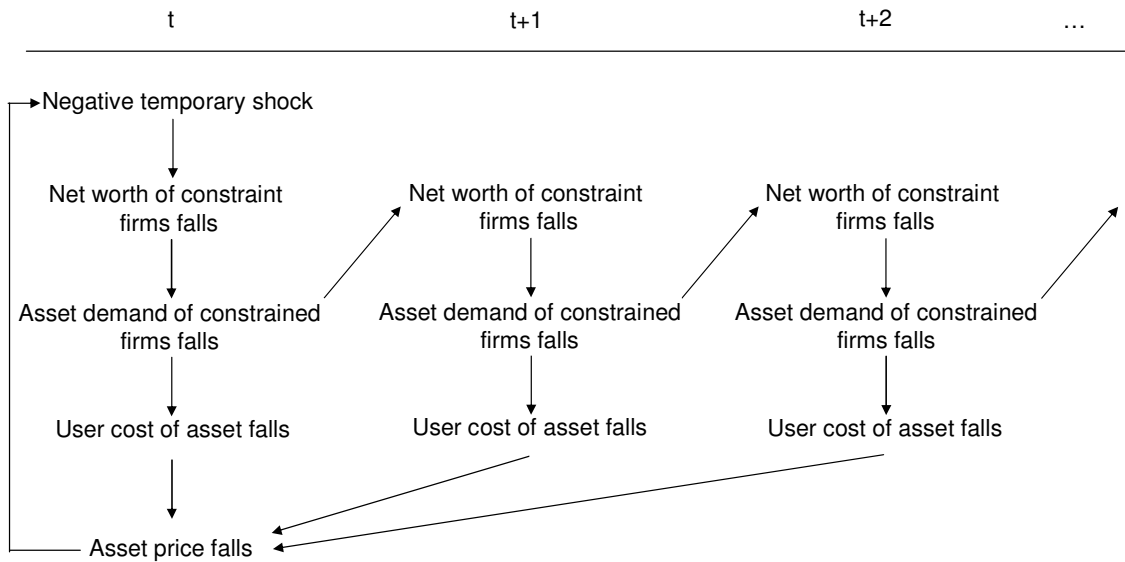 t t+1 t+2 ...
Negative temporary shock
Net worth of constraint Net worth of constraint Net worth of constraint
firms falls firms falls firms falls
Asset demand of constrained Asset demand of constrained Asset demand of constrained
firms falls firms falls firms falls
User cost of asset falls User cost of asset falls User cost of asset falls
Asset price falls